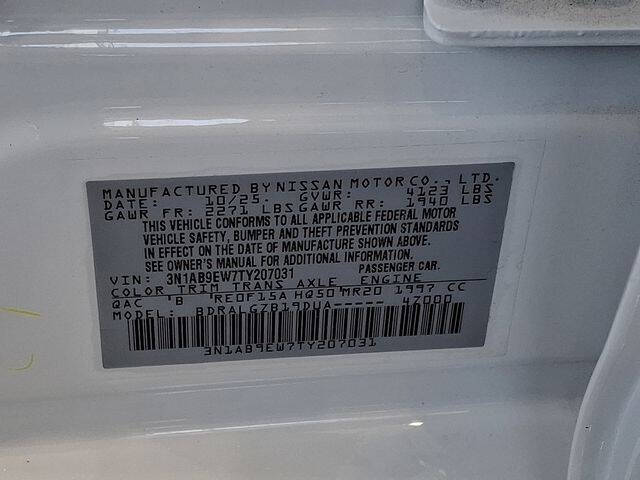 MANUFACTURED BY NISSAN MOTOR CO., LTD.
DATE: 10/25. GVWR: 4123 LBS
GAWR FR: 2271 LBS GAWR RR: 1940 LBS
THIS VEHICLE CONFORMS TO ALL APPLICABLE FEDERAL MOTOR
VEHICLE SAFETY, BUMPER AND THEFT PREVENTION STANDARDS
IN EFFECT ON THE DATE OF MANUFACTURE SHOWN ABOVE.
SEE OWNER'S MANUAL FOR ADDITIONAL INFORMATION.
VIN: 3N1AB9EW7TY207031 PASSENGER CAR.
COLOR TRIM TRANS AXLE ENGINE
QAC B RE0F15A HQ50 MR20 1997 CC
MODEL: BDRALGZB19DUA----- 4Z000
3N1AB9EW7TY207031